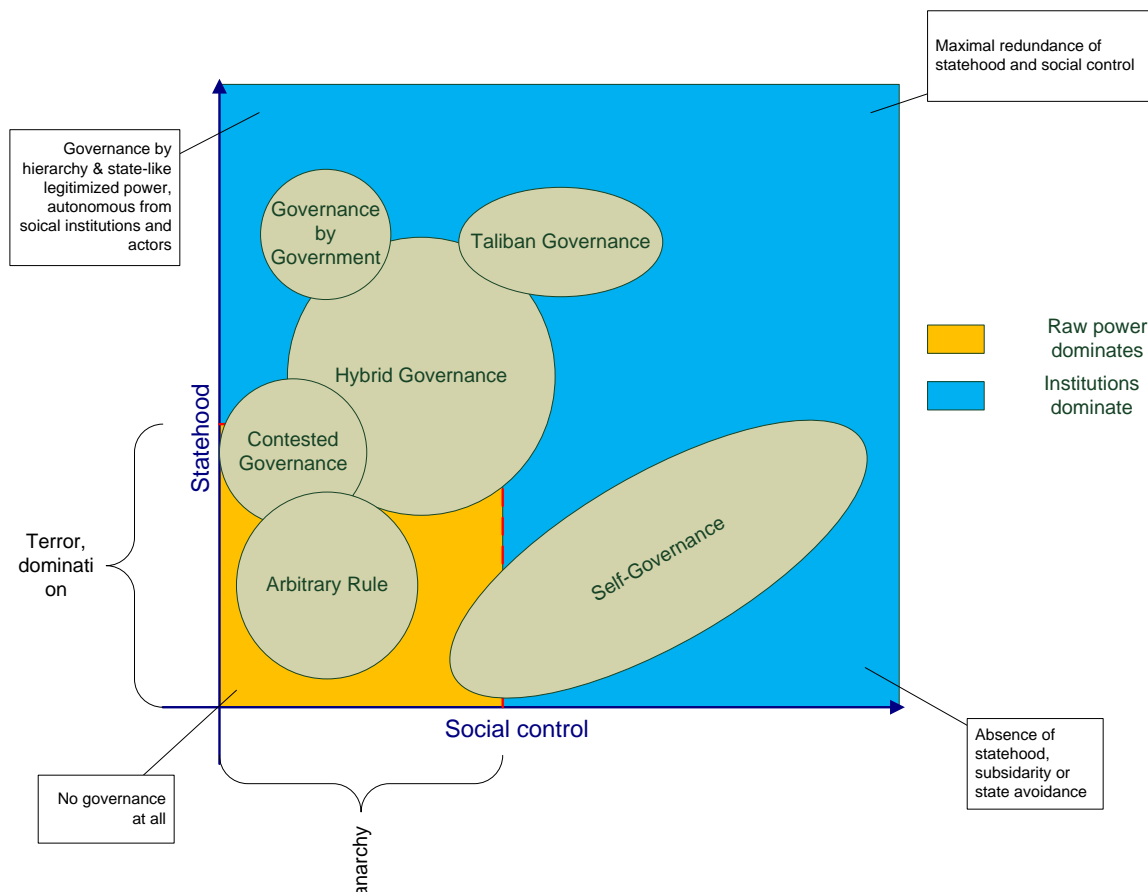 Maximal redundance of
statehood and social control
Governance by
hierarchy & state-like
legitimized power,
autonomous from
soical institutions and
actors
Governance
by
Government
Taliban Governance
Raw power
dominates
Institutions
dominate
Hybrid Governance
Statehood
Contested
Governance
Terror,
dominati
on
Arbitrary Rule
Self-Governance
Social control
Absence of
statehood,
subsidarity or
state avoidance
No governance
at all
anarchy